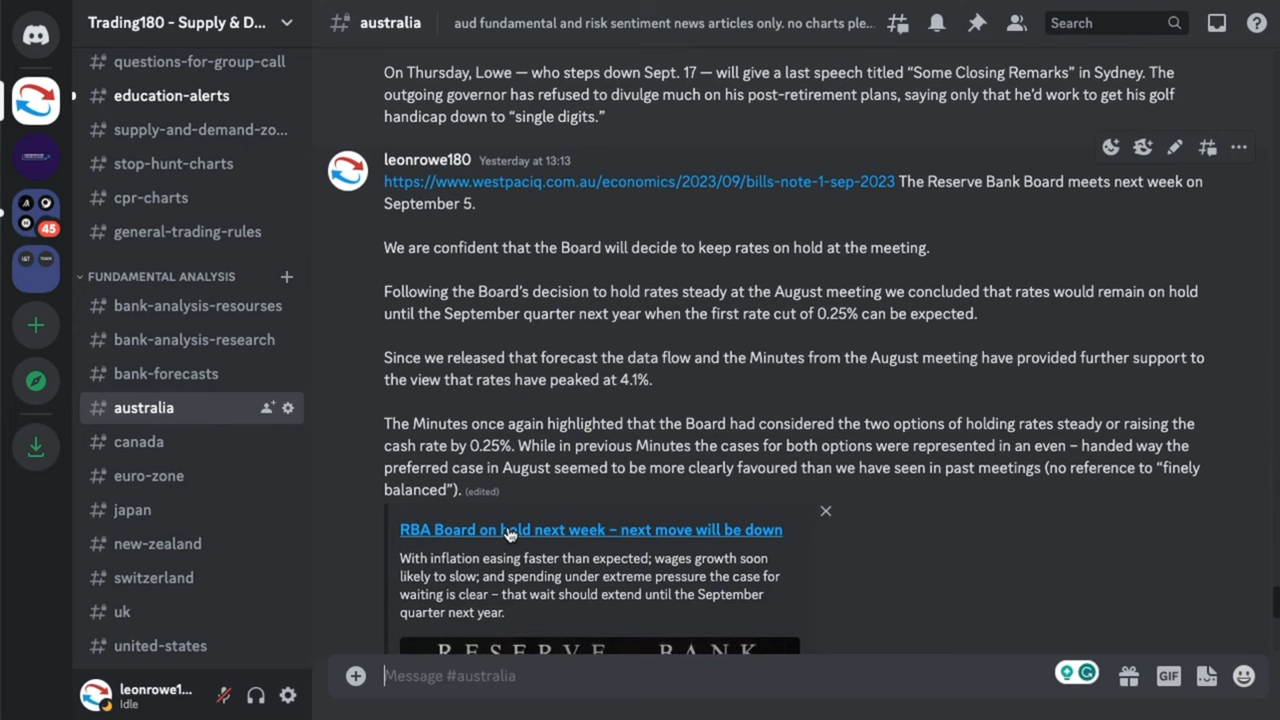 Trading180 - Supply & D...
questions-for-group-call
education-alerts
supply-and-demand-zo...
stop-hunt-charts
cpr-charts
general-trading-rules
FUNDAMENTAL ANALYSIS
bank-analysis-resourses
bank-analysis-research
bank-forecasts
australia
canada
euro-zone
japan
new-zealand
switzerland
uk
united-states
45
leonrowe1...
Idle
australia
aud fundamental and risk sentiment news articles only. no charts ple...
Search
On Thursday, Lowe — who steps down Sept. 17 — will give a last speech titled “Some Closing Remarks” in Sydney. The
outgoing governor has refused to divulge much on his post-retirement plans, saying only that he’d work to get his golf
handicap down to “single digits.”
leonrowe180 Yesterday at 13:13
https://www.westpaciq.com.au/economics/2023/09/bills-note-1-sep-2023 The Reserve Bank Board meets next week on
September 5.
We are confident that the Board will decide to keep rates on hold at the meeting.
Following the Board’s decision to hold rates steady at the August meeting we concluded that rates would remain on hold
until the September quarter next year when the first rate cut of 0.25% can be expected.
Since we released that forecast the data flow and the Minutes from the August meeting have provided further support to
the view that rates have peaked at 4.1%.
The Minutes once again highlighted that the Board had considered the two options of holding rates steady or raising the
cash rate by 0.25%. While in previous Minutes the cases for both options were represented in an even – handed way the
preferred case in August seemed to be more clearly favoured than we have seen in past meetings (no reference to “finely
balanced”). (edited)
RBA Board on hold next week – next move will be down
With inflation easing faster than expected; wages growth soon
likely to slow; and spending under extreme pressure the case for
waiting is clear – that wait should extend until the September
quarter next year.
RESERVE BANK
Message #australia
GIF